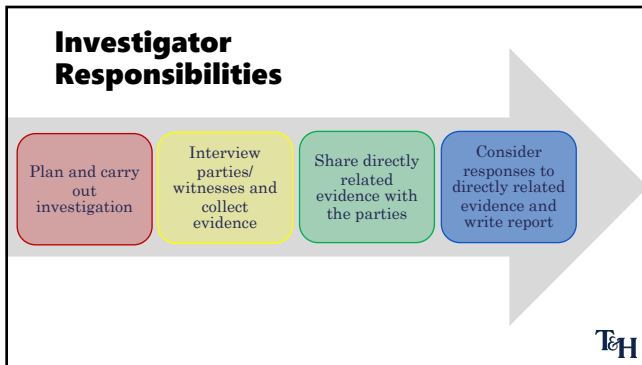 Investigator
Responsibilities
Plan and carry
out
investigation
Interview
parties/
witnesses and
collect
evidence
Share directly
related
evidence with
the parties
Consider
responses to
directly related
evidence and
write report
T&H